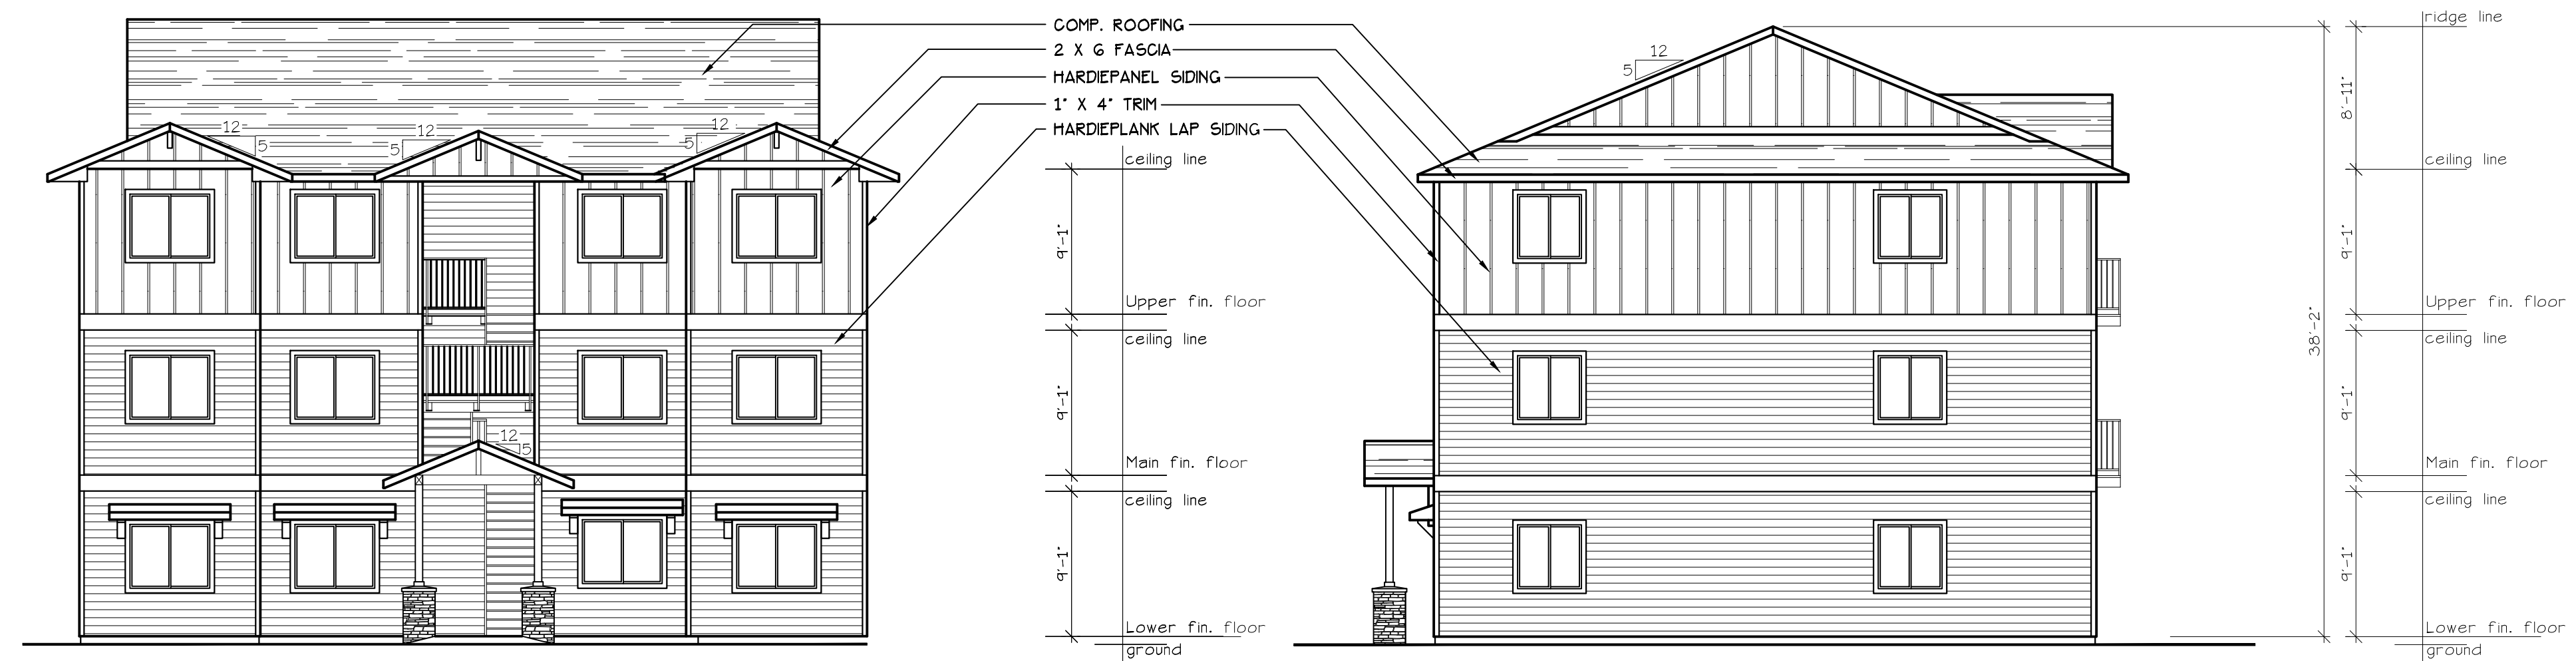 COMP. ROOFING
2 X 6 FASCIA
HARDIEPANEL SIDING
1" X 4" TRIM
HARDIEPLANK LAP SIDING
12
5
12
5
12
5
12
5
ceiling line
9'-1"
Upper fin. floor
ceiling line
9'-1"
Main fin. floor
ceiling line
9'-1"
Lower fin. floor
ground
12
5
38'-2"
ridge line
8'-11"
ceiling line
9'-1"
Upper fin. floor
ceiling line
9'-1"
Main fin. floor
ceiling line
9'-1"
Lower fin. floor
ground